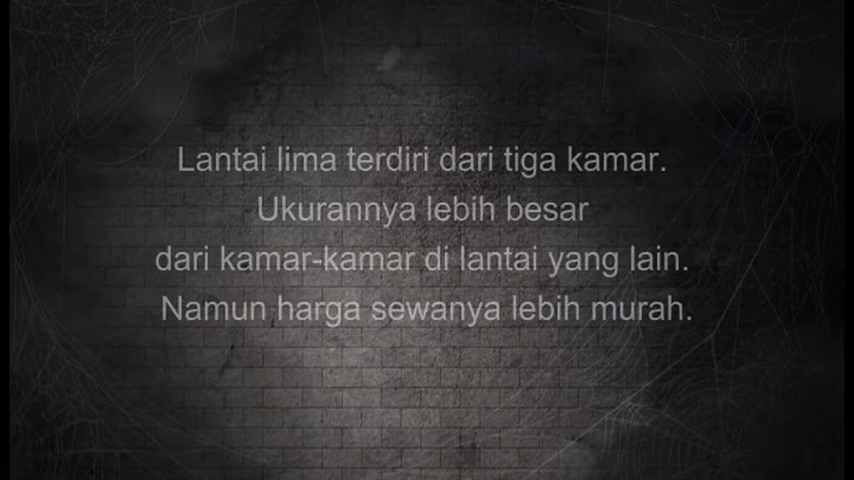 Lantai lima terdiri dari tiga kamar.
Ukurannya lebih besar
dari kamar-kamar di lantai yang lain.
Namun harga sewanya lebih murah.